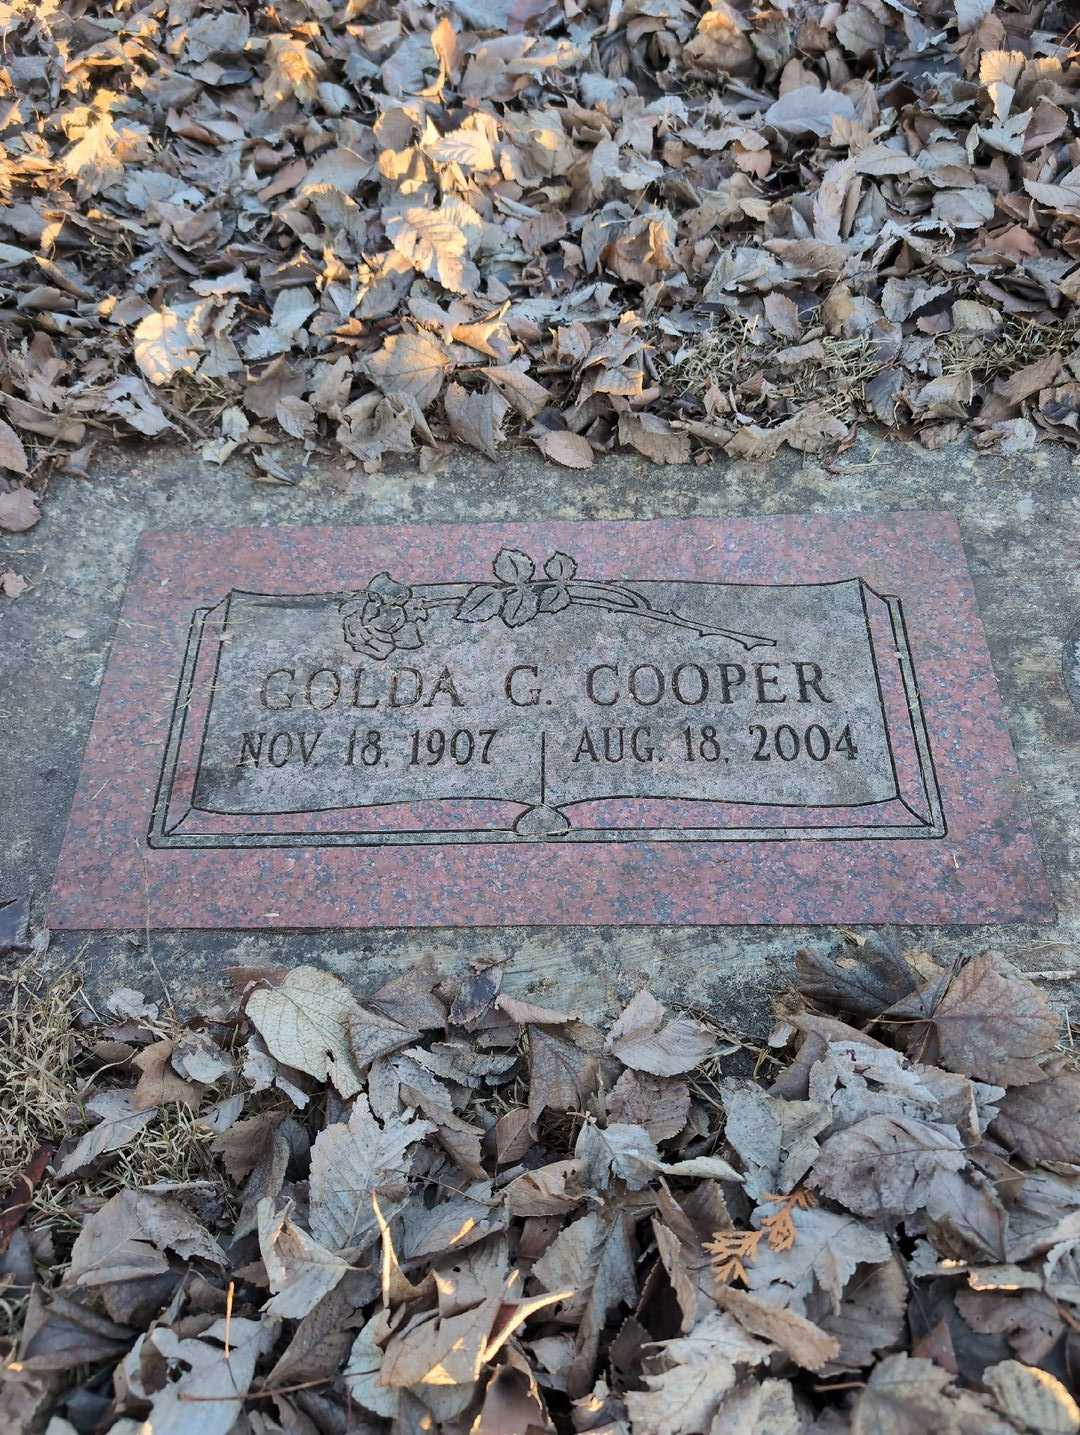 GOLDA G. COOPER
NOV. 18, 1907 AUG. 18, 2004